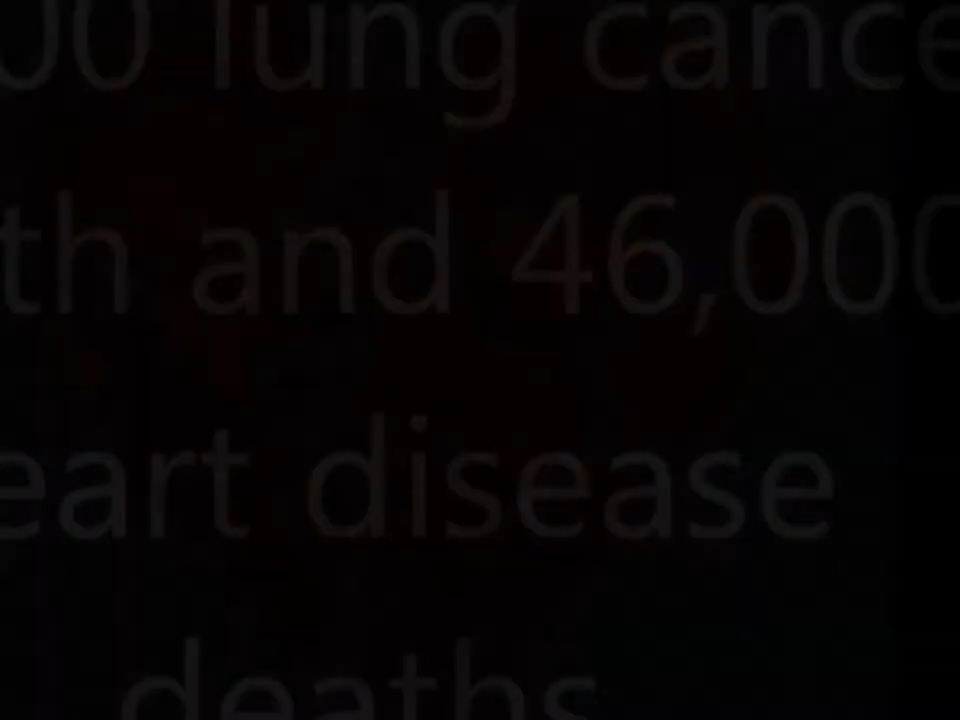 00 lung cance
th and 46,000
eart disease
deaths